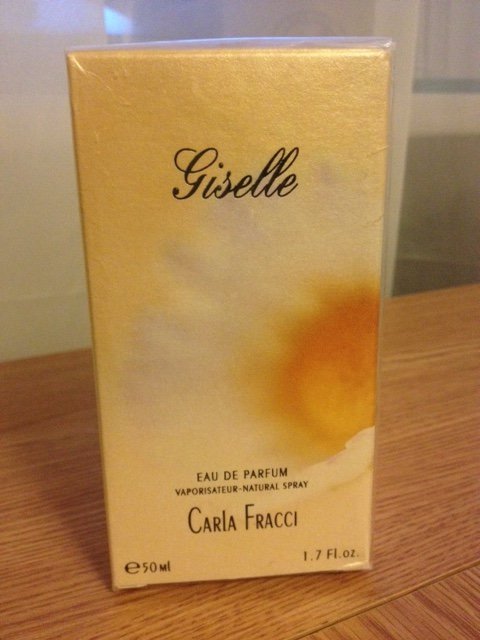 Giselle
EAU DE PARFUM
VAPORISATEUR-NATURAL SPRAY
CARLA FRACCI
1.7 Fl.oz.
℮50ml